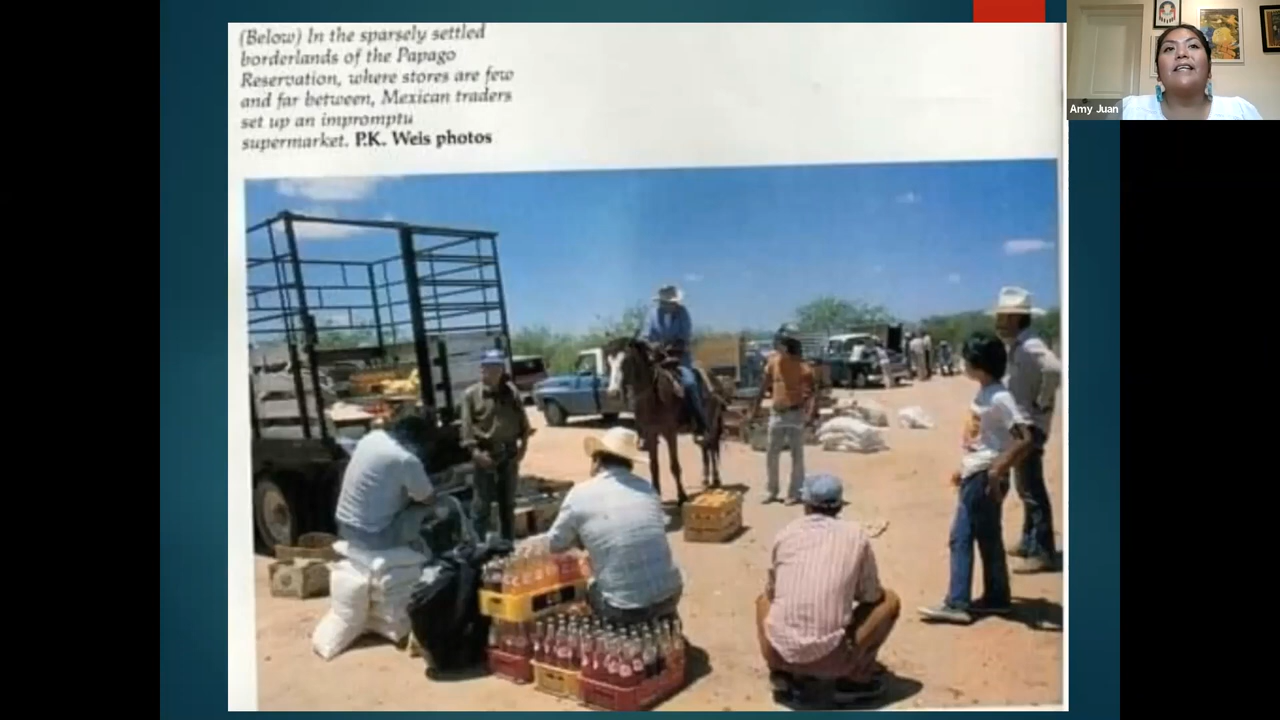 (Below) In the sparsely settled
borderlands of the Papago
Reservation, where stores are few
and far between, Mexican traders
set up an impromptu
supermarket. P.K. Weis photos
Amy Juan